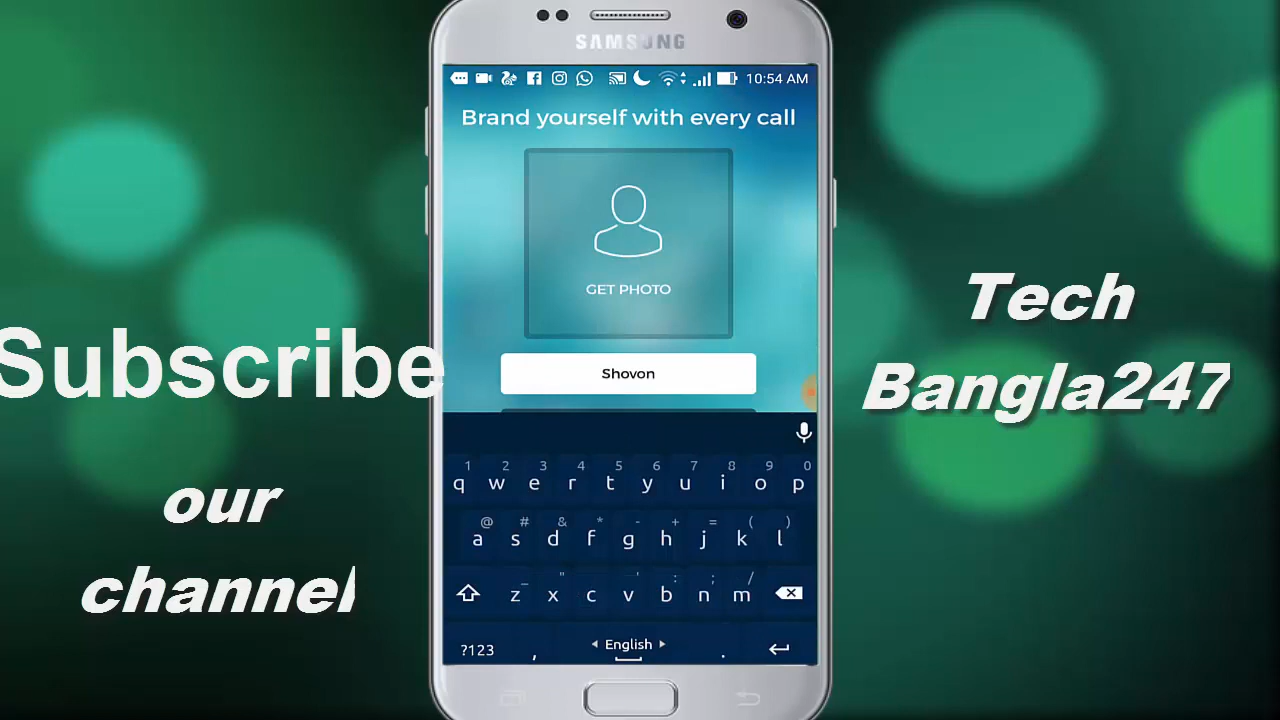 SAMSUNG
10:54 AM
Brand yourself with every call
GET PHOTO
Shovon
Subscribe
our
channel
Tech
Bangla247
1 2 3 4 5 6 7 8 9 0
q w e r t y u i o p
@ # & * - + = ( )
a s d f g h j k l
_ " ' : ; /
z x c v b n m
?123 , English .